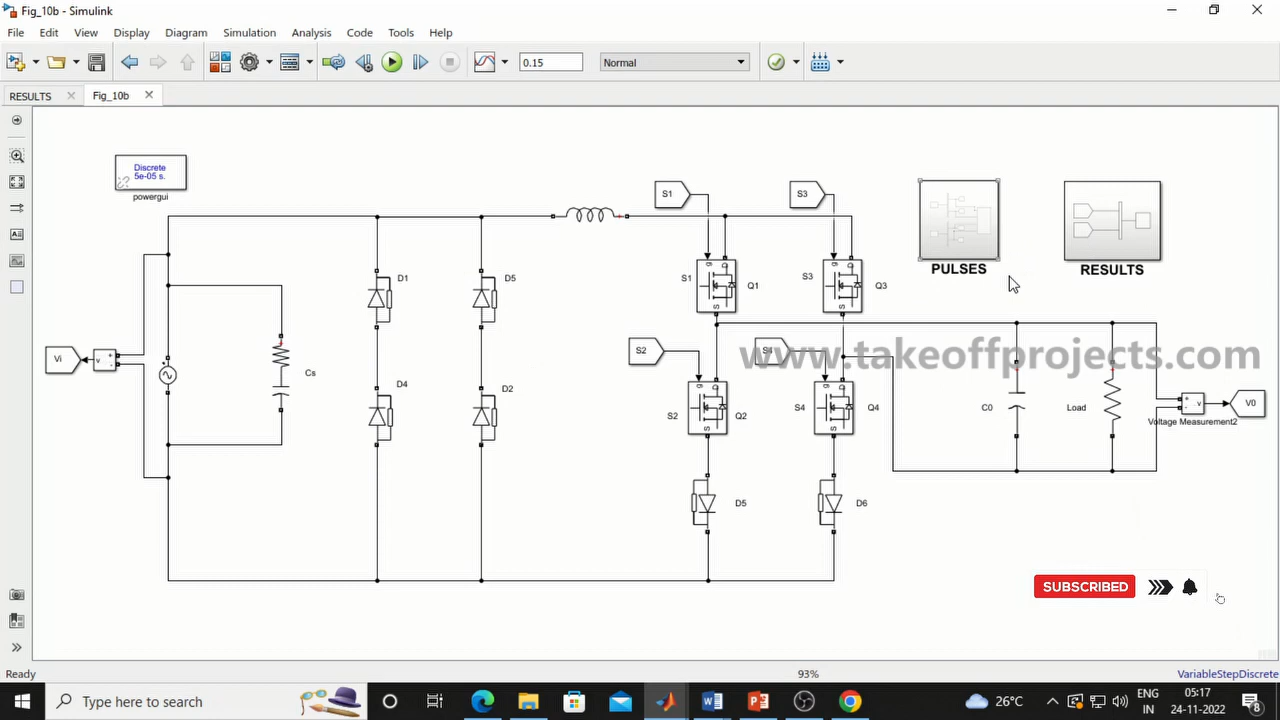 Fig_10b - Simulink
File Edit View Display Diagram Simulation Analysis Code Tools Help
0.15 Normal
RESULTS Fig_10b
Discrete
5e-05 s.
powergui
S1 S3
PULSES
RESULTS
D1 D5
S1 Q1 S3 Q3
g D S
g D S
Vi v + -
Cs
S2 S4
www.takeoffprojects.com
D4 D2
S2 Q2 S4 Q4
g D S
g D S
C0 Load
+ - v V0
Voltage Measurement2
D5 D6
SUBSCRIBED
Ready 93% VariableStepDiscrete
Type here to search
26°C
ENG
IN
05:17
24-11-2022
8